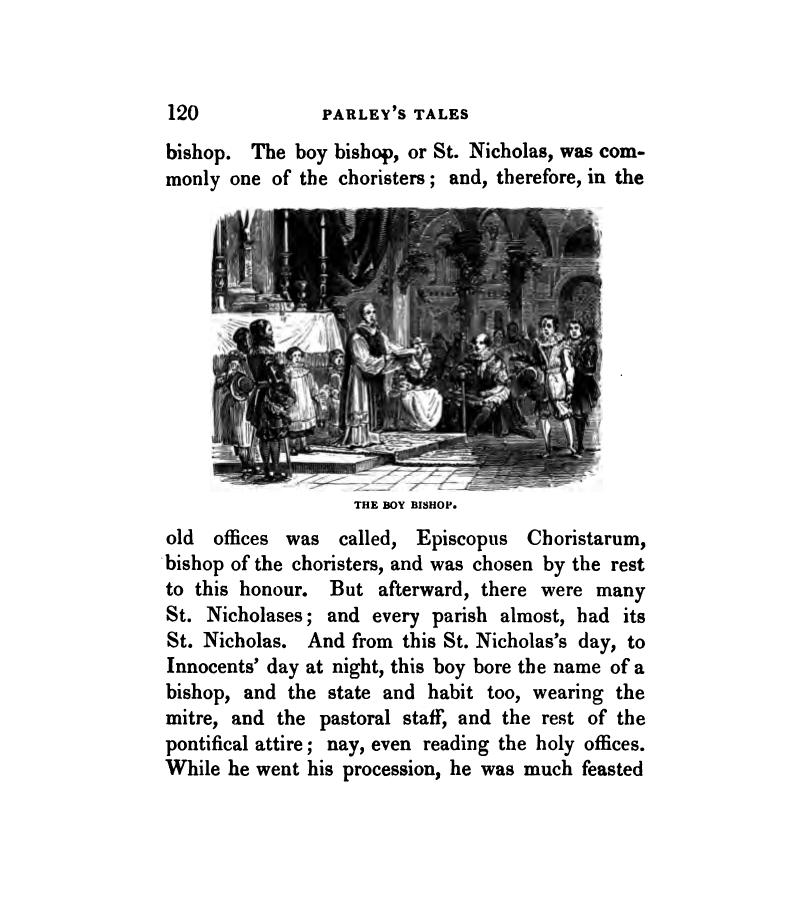 120 PARLEY'S TALES
bishop. The boy bishop, or St. Nicholas, was com-
monly one of the choristers; and, therefore, in the
THE BOY BISHOP.
old offices was called, Episcopus Choristarum,
bishop of the choristers, and was chosen by the rest
to this honour. But afterward, there were many
St. Nicholases; and every parish almost, had its
St. Nicholas. And from this St. Nicholas's day, to
Innocents' day at night, this boy bore the name of a
bishop, and the state and habit too, wearing the
mitre, and the pastoral staff, and the rest of the
pontifical attire; nay, even reading the holy offices.
While he went his procession, he was much feasted